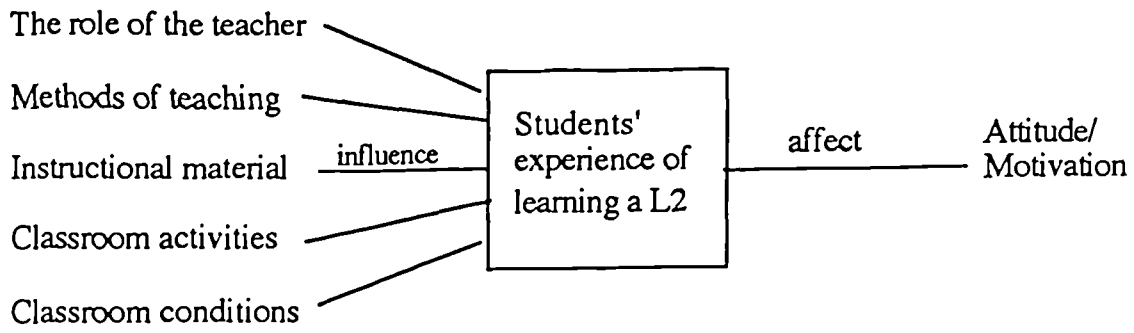 The role of the teacher
Methods of teaching
Instructional material
Classroom activities
Classroom conditions
influence
Students'
experience of
learning a L2
affect
Attitude/
Motivation